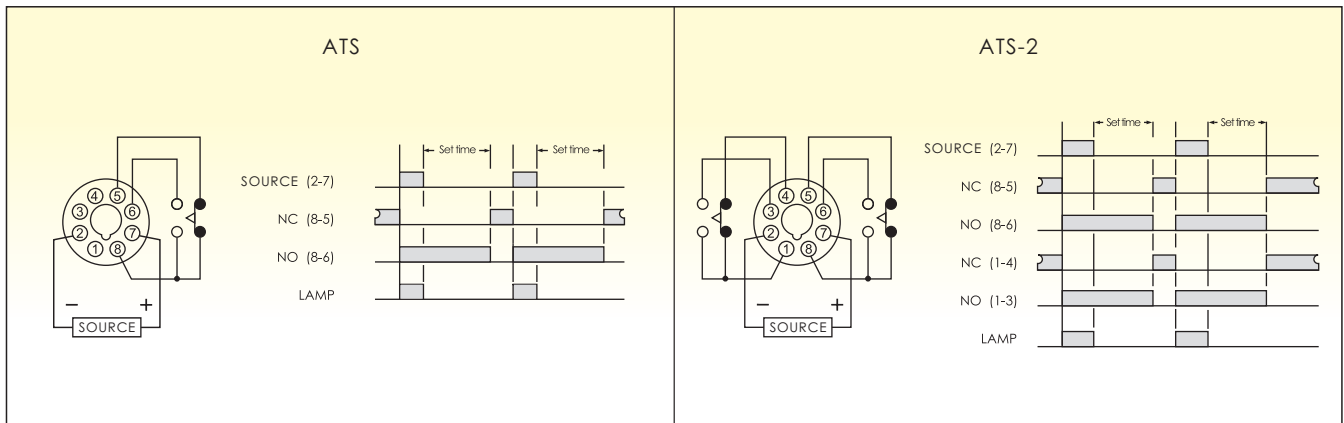 ATS
4 5
3 6
2 7
1 8
− +
SOURCE
Set time Set time
SOURCE (2-7)
NC (8-5)
NO (8-6)
LAMP
ATS-2
4 5
3 6
2 7
1 8
− +
SOURCE
Set time Set time
SOURCE (2-7)
NC (8-5)
NO (8-6)
NC (1-4)
NO (1-3)
LAMP